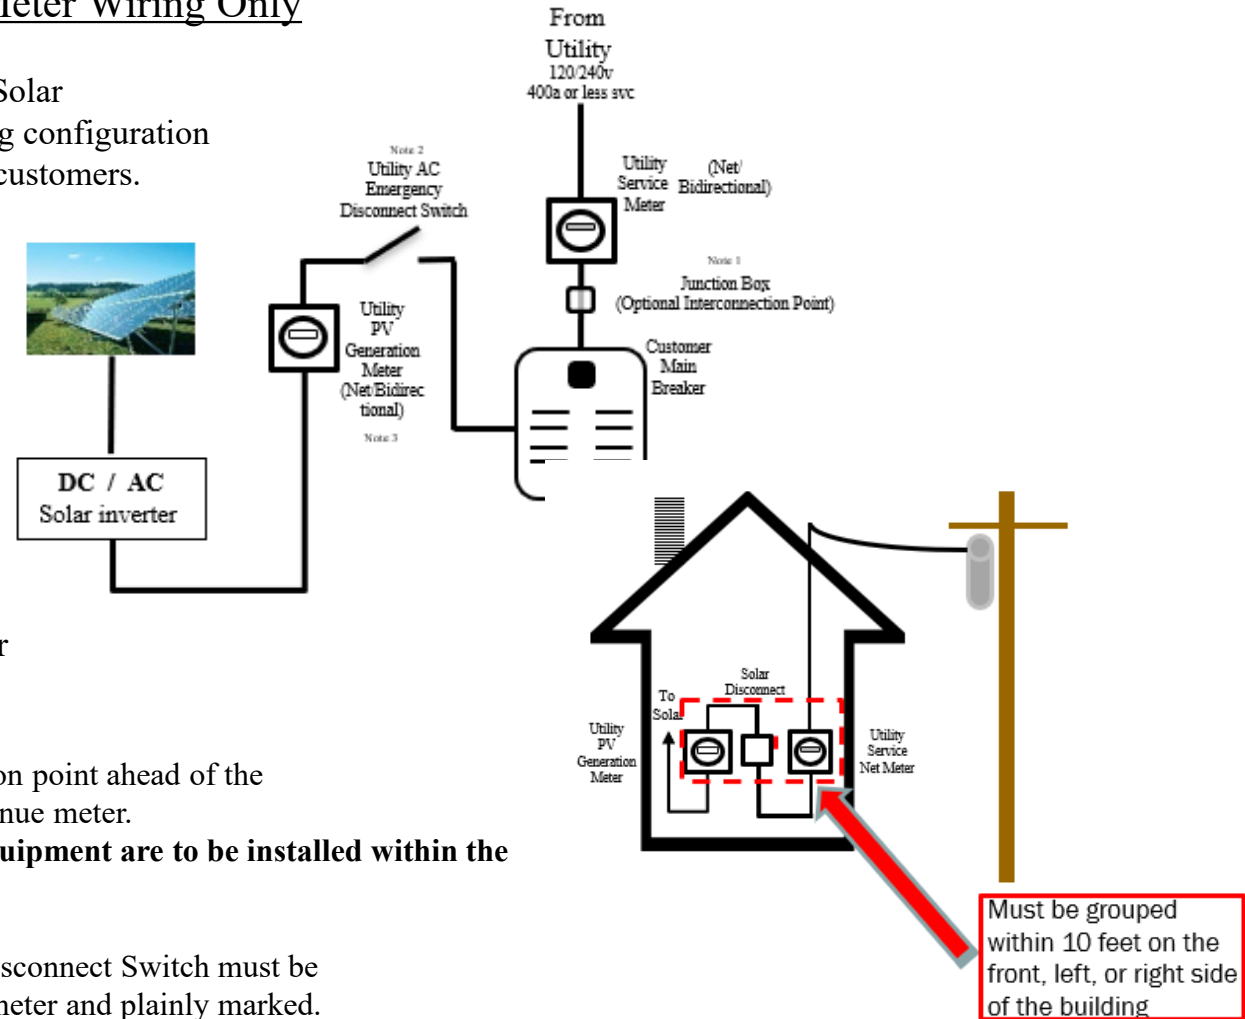 eter Wiring Only
Solar
g configuration
customers.
From
Utility
120/240v
400a or less svc
Note 2
Utility AC
Emergency
Disconnect Switch
Utility
Service
Meter
(Net/
Bidirectional)
Note 1
Junction Box
(Optional Interconnection Point)
Utility
PV
Generation
Meter
(Net/Bidirec
tional)
Note 3
Customer
Main
Breaker
DC / AC
Solar inverter
r
on point ahead of the
nue meter.
quipment are to be installed within the
isconnect Switch must be
neter and plainly marked.
Solar
Disconnect
To
Solar
Utility
PV
Generation
Meter
Utility
Service
Net Meter
Must be grouped
within 10 feet on the
front, left, or right side
of the building